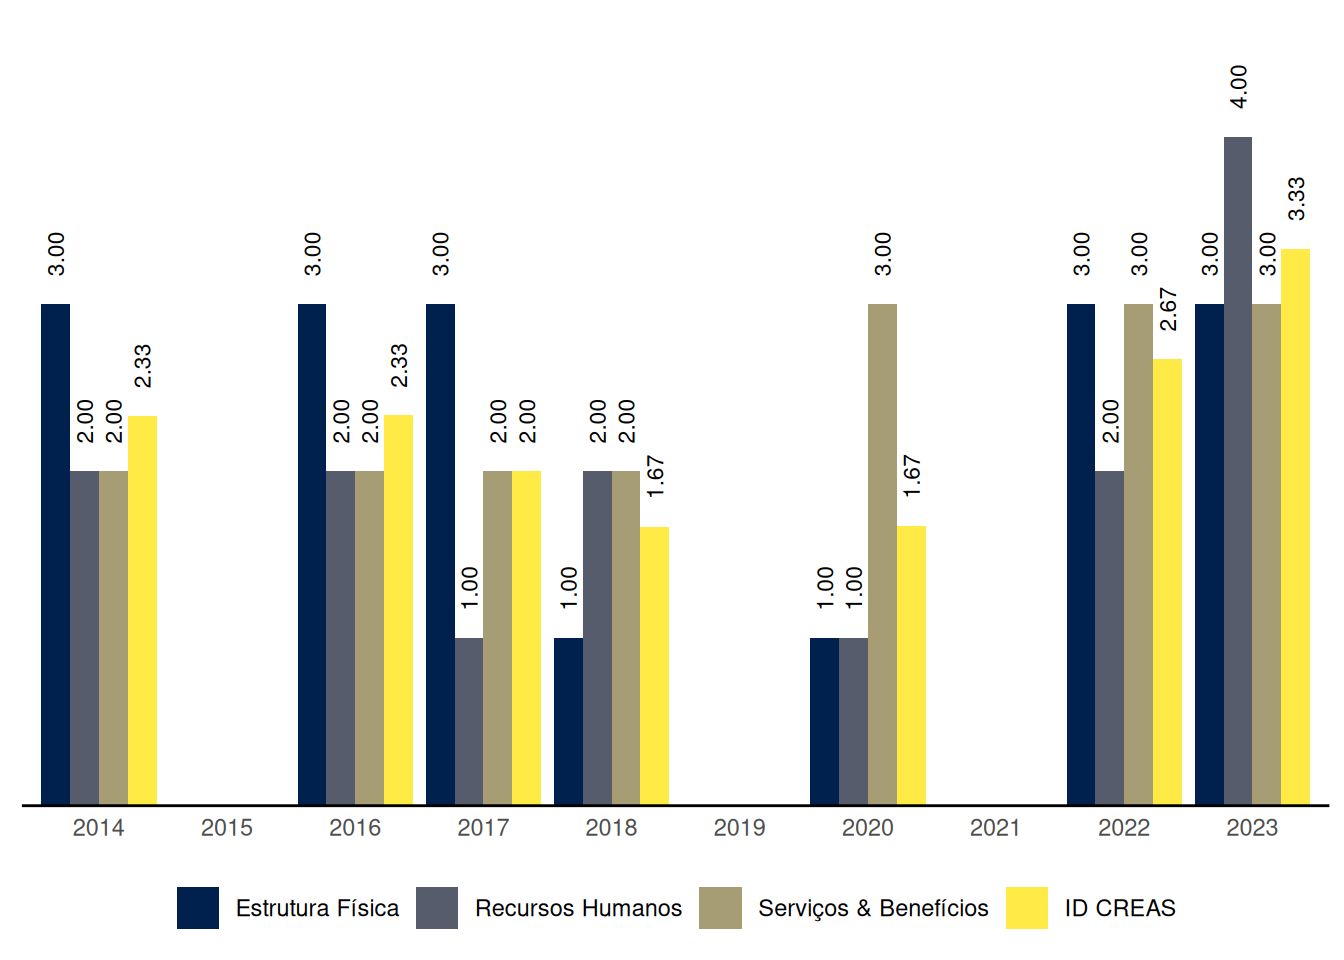 4.00
3.33
3.00 3.00 3.00 3.00 3.00 3.00 3.00 3.00
2.67
2.33 2.33
2.00 2.00 2.00 2.00 2.00 2.00 2.00 2.00 2.00
1.67 1.67
1.00 1.00 1.00 1.00
2014 2015 2016 2017 2018 2019 2020 2021 2022 2023
Estrutura Física Recursos Humanos Serviços & Benefícios ID CREAS